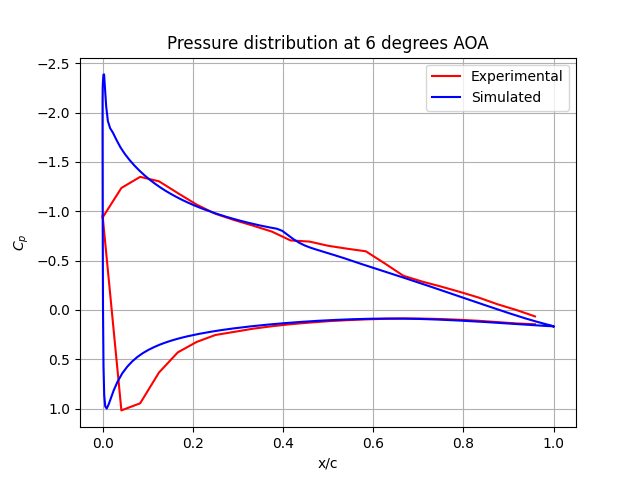 Pressure distribution at 6 degrees AOA
−2.5
−2.0
−1.5
−1.0
−0.5
0.0
0.5
1.0
C_p
Experimental
Simulated
0.0 0.2 0.4 0.6 0.8 1.0
x/c